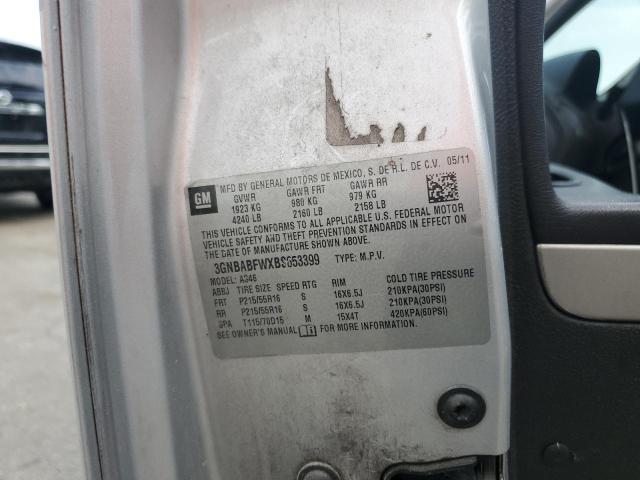 GM
MFD BY GENERAL MOTORS DE MEXICO, S. DE R.L. DE C.V. 05/11
GVWR GAWR FRT GAWR RR
1923 KG 980 KG 979 KG
4240 LB 2160 LB 2158 LB
THIS VEHICLE CONFORMS TO ALL APPLICABLE U.S. FEDERAL MOTOR
VEHICLE SAFETY AND THEFT PREVENTION STANDARDS IN EFFECT ON
THE DATE OF MANUFACTURE SHOWN ABOVE.
3GNBABFWXBS653399 TYPE: M.P.V.
MODEL: A346
ABBJ TIRE SIZE SPEED RTG RIM COLD TIRE PRESSURE
FRT P215/55R16 S 16X6.5J 210KPA(30PSI)
RR P215/55R16 S 16X6.5J 210KPA(30PSI)
SPA T115/70D15 M 15X4T 420KPA(60PSI)
SEE OWNER'S MANUAL FOR ADDITIONAL INFORMATION.